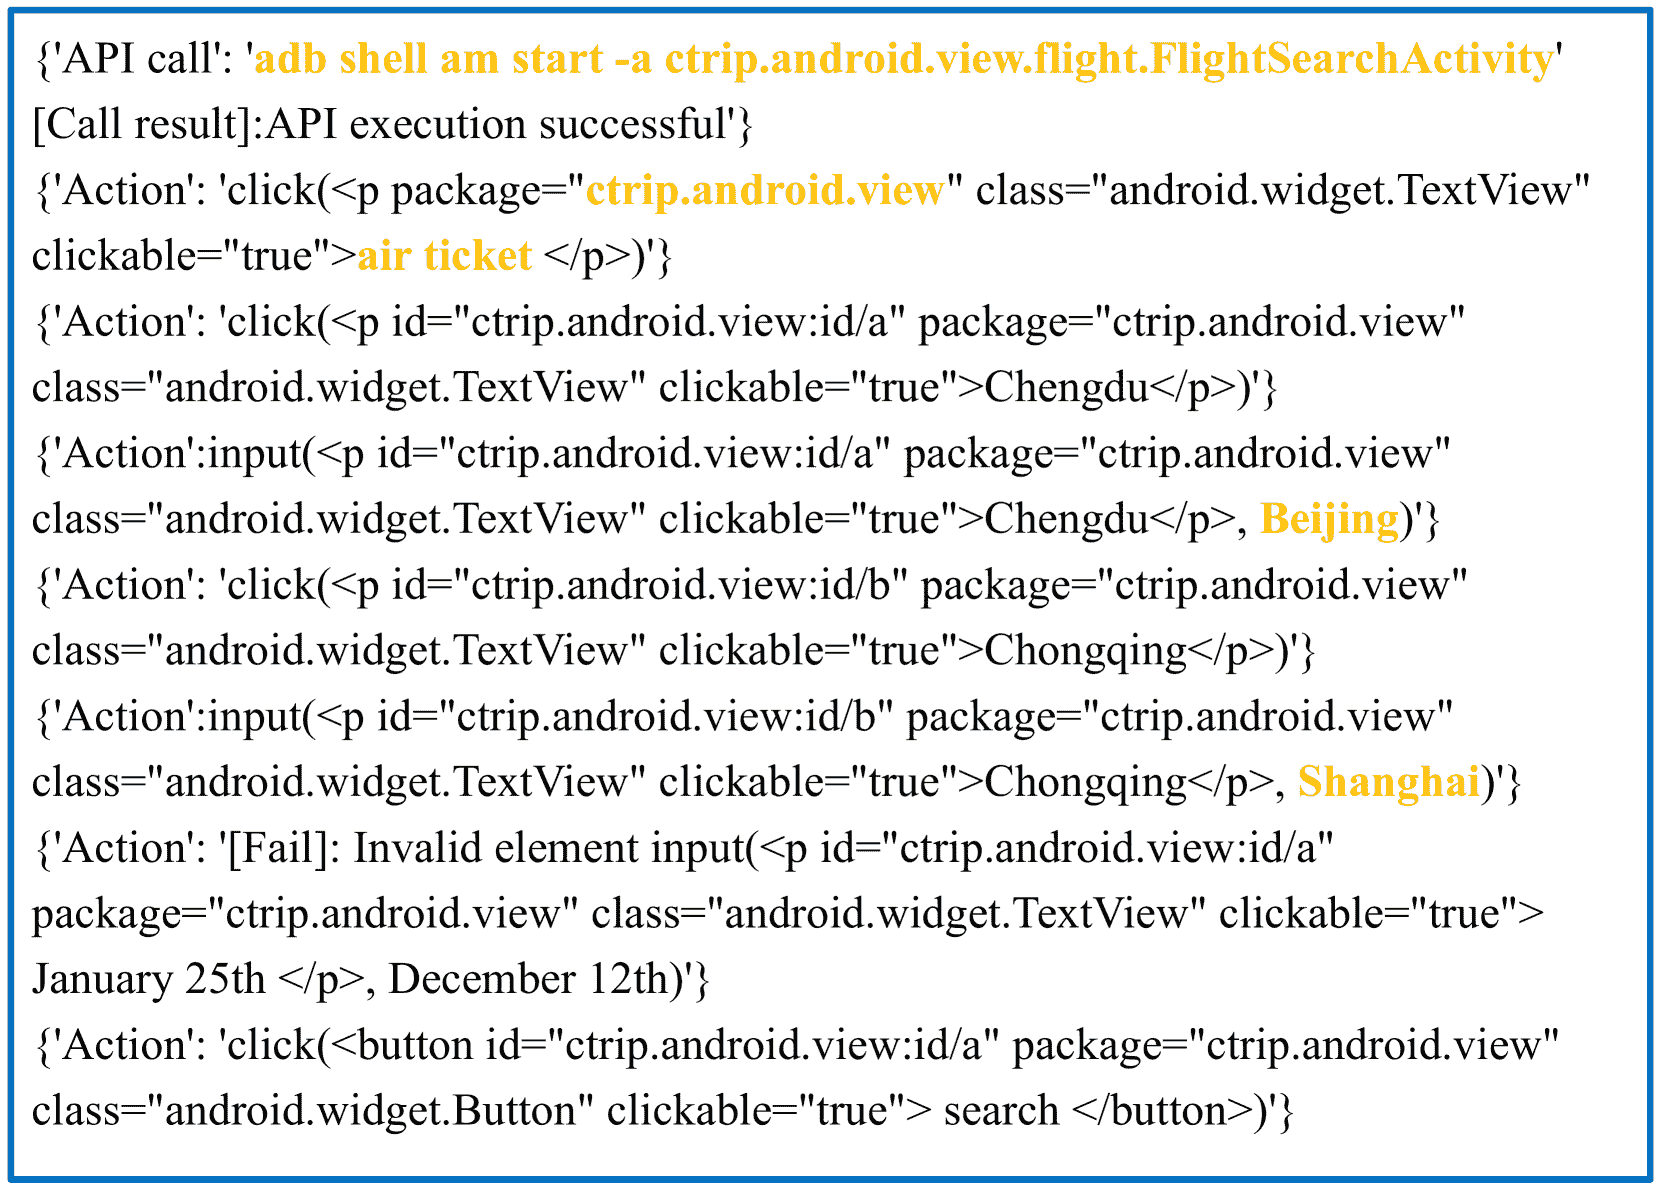 {'API call': 'adb shell am start -a ctrip.android.view.flight.FlightSearchActivity'
[Call result]:API execution successful'}
{'Action': 'click(<p package="ctrip.android.view" class="android.widget.TextView"
clickable="true">air ticket </p>)'}
{'Action': 'click(<p id="ctrip.android.view:id/a" package="ctrip.android.view"
class="android.widget.TextView" clickable="true">Chengdu</p>)'}
{'Action':input(<p id="ctrip.android.view:id/a" package="ctrip.android.view"
class="android.widget.TextView" clickable="true">Chengdu</p>, Beijing)'}
{'Action': 'click(<p id="ctrip.android.view:id/b" package="ctrip.android.view"
class="android.widget.TextView" clickable="true">Chongqing</p>)'}
{'Action':input(<p id="ctrip.android.view:id/b" package="ctrip.android.view"
class="android.widget.TextView" clickable="true">Chongqing</p>, Shanghai)'}
{'Action': '[Fail]: Invalid element input(<p id="ctrip.android.view:id/a"
package="ctrip.android.view" class="android.widget.TextView" clickable="true">
January 25th </p>, December 12th)'}
{'Action': 'click(<button id="ctrip.android.view:id/a" package="ctrip.android.view"
class="android.widget.Button" clickable="true"> search </button>)'}